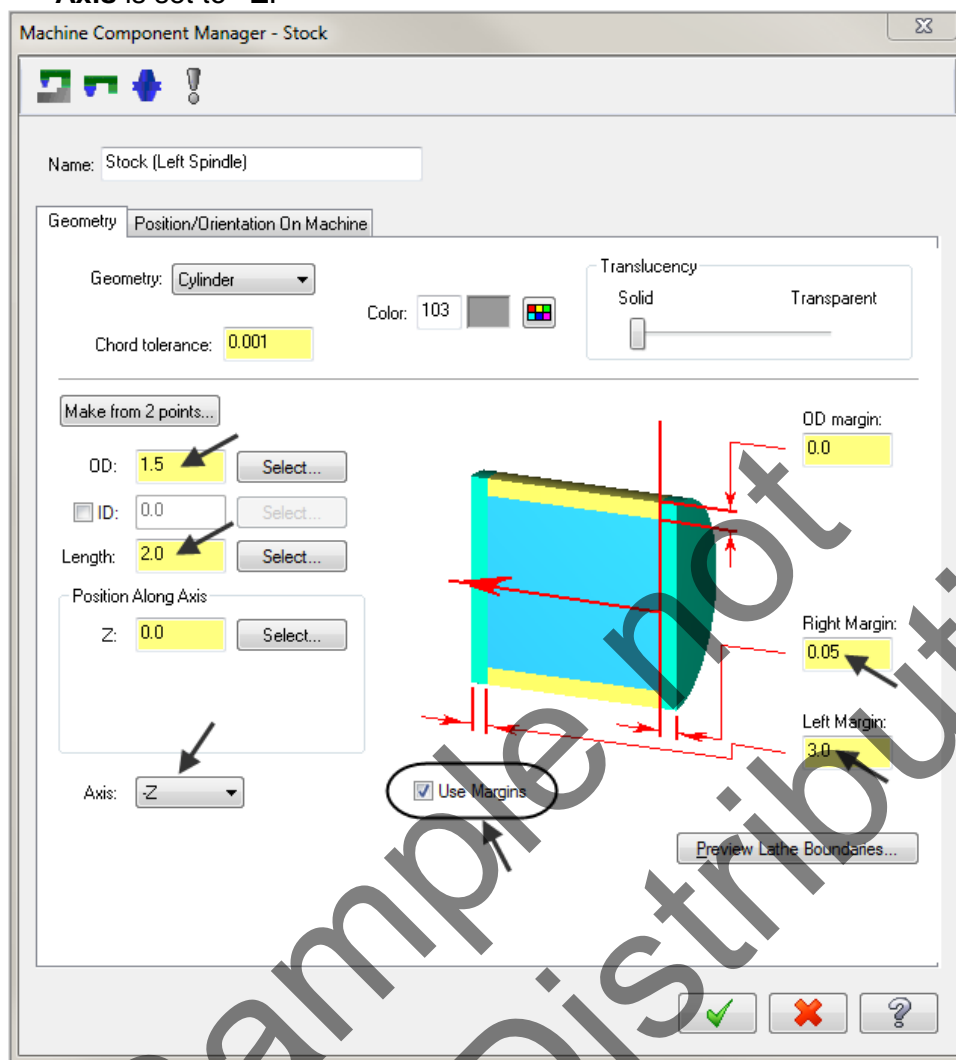 Axis is set to -Z.
Machine Component Manager - Stock
Name: Stock (Left Spindle)
Geometry Position/Orientation On Machine
Geometry: Cylinder
Color: 103
Translucency
Solid Transparent
Chord tolerance: 0.001
Make from 2 points...
OD margin:
0.0
OD: 1.5 Select...
ID: 0.0 Select...
Length: 2.0 Select...
Position Along Axis
Z: 0.0 Select...
Right Margin:
0.05
Left Margin:
3.0
Axis: -Z
Use Margins
Preview Lathe Boundaries...
Sample not
Distributi